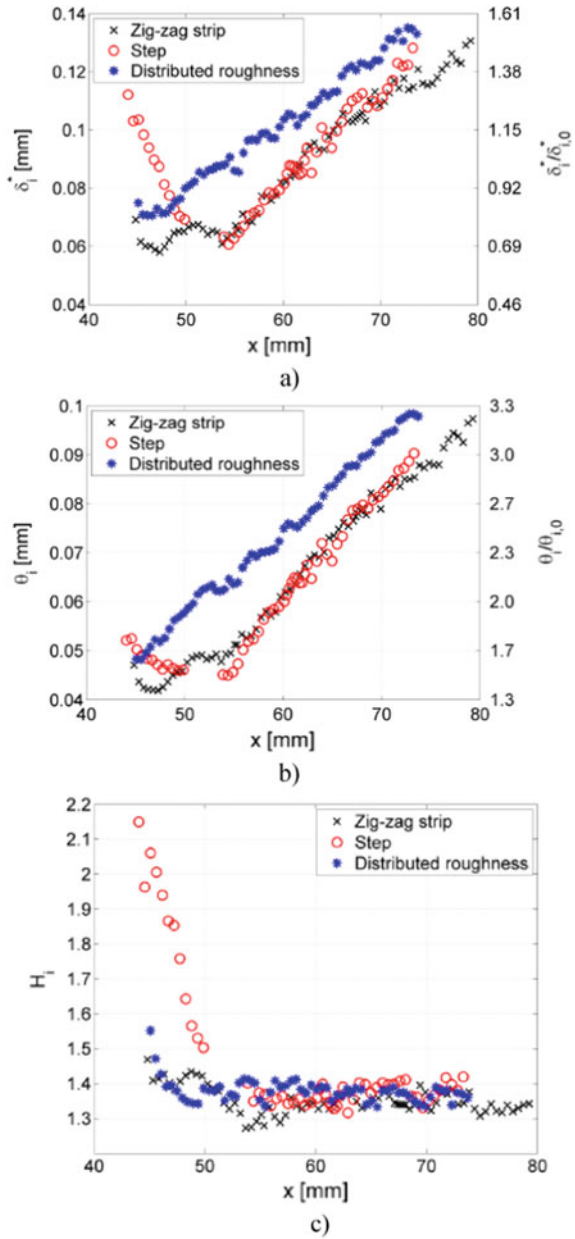 0.14
0.12
0.1
0.08
0.06
0.04
δi* [mm]
× Zig-zag strip
○ Step
✱ Distributed roughness
1.61
1.38
1.15
0.92
0.69
0.46
δi*/δi,0*
40 50 60 70 80
x [mm]
a)
0.1
0.09
0.08
0.07
0.06
0.05
0.04
θi [mm]
× Zig-zag strip
○ Step
✱ Distributed roughness
3.3
3.0
2.7
2.3
2.0
1.7
1.3
θi/θi,0
40 50 60 70 80
x [mm]
b)
2.2
2.1
2
1.9
1.8
1.7
1.6
1.5
1.4
1.3
Hi
× Zig-zag strip
○ Step
✱ Distributed roughness
40 50 60 70 80
x [mm]
c)